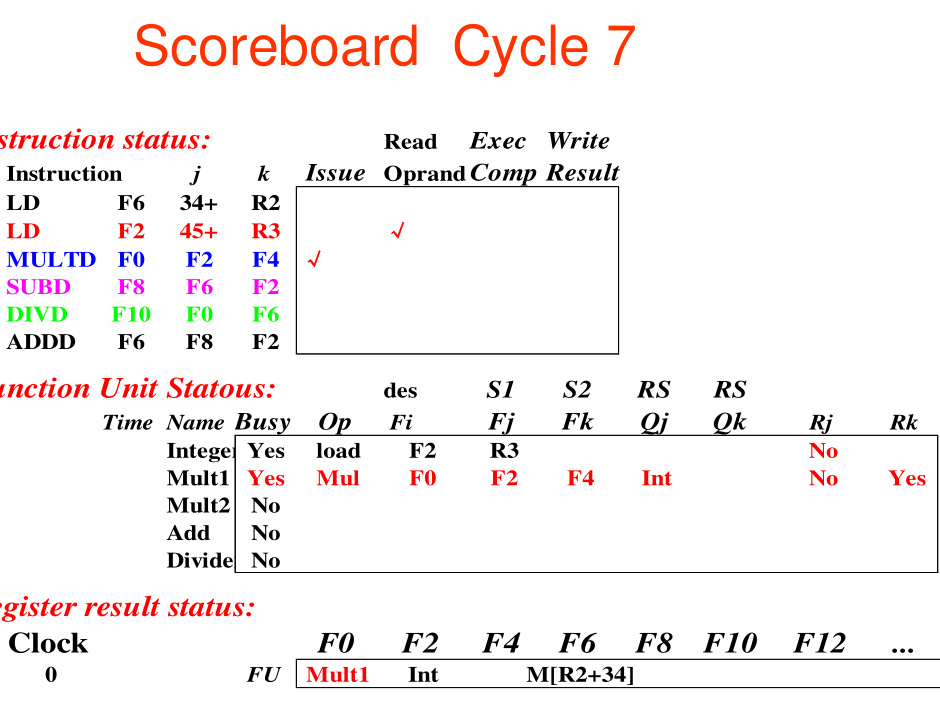 Scoreboard Cycle 7
struction status:
Read Exec Write
Instruction j k Issue Oprand Comp Result
LD F6 34+ R2
LD F2 45+ R3 √
MULTD F0 F2 F4 √
SUBD F8 F6 F2
DIVD F10 F0 F6
ADDD F6 F8 F2
unction Unit Statous: des S1 S2 RS RS
Time Name Busy Op Fi Fj Fk Qj Qk Rj Rk
Integer Yes load F2 R3 No
Mult1 Yes Mul F0 F2 F4 Int No Yes
Mult2 No
Add No
Divide No
egister result status:
Clock F0 F2 F4 F6 F8 F10 F12 ...
0 FU Mult1 Int M[R2+34]